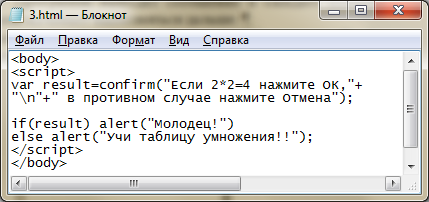 3.html — Блокнот
Файл Правка Формат Вид Справка
<body>
<script>
var result=confirm("Если 2*2=4 нажмите ОК,"+
"\n"+" в противном случае нажмите Отмена");
if(result) alert("Молодец!")
else alert("Учи таблицу умножения!!");
</script>
</body>